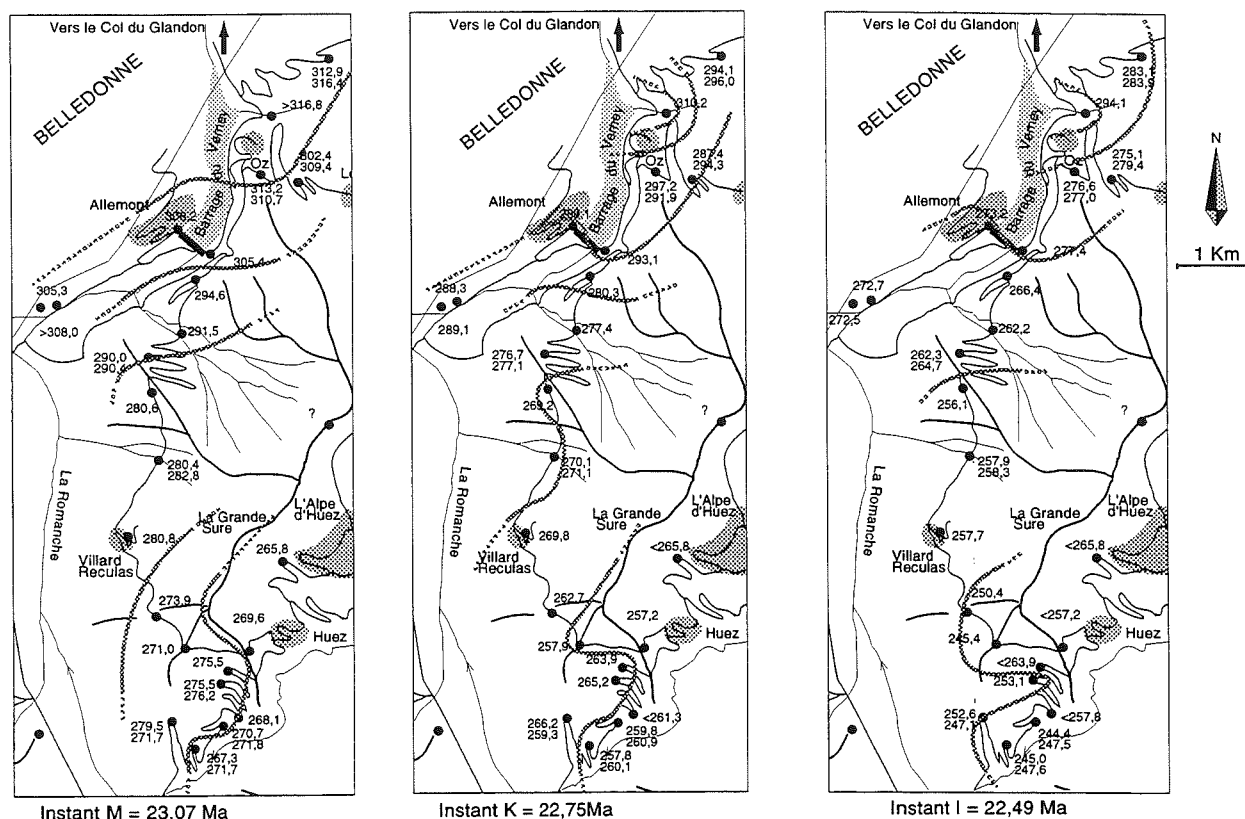 Vers le Col du Glandon
BELLEDONNE
312,9
316,4
>316,8
Barrage du Verney
Oz
302,4
309,4
313,2
310,7
Allemont
305,4
294,6
305,3
>308,0
291,5
290,0
290,4
280,6
?
280,4
282,8
La Romanche
La Grande
Sure
L'Alpe
d'Huez
280,8
Villard
Reculas
265,8
273,9
269,6
Huez
271,0
275,5
275,5
276,2
279,5
271,7
268,1
270,7
271,8
267,3
271,7
Instant M = 23,07 Ma
Vers le Col du Glandon
BELLEDONNE
294,1
296,0
310,2
Barrage du Verney
Oz
287,4
294,3
297,2
291,9
Allemont
293,1
280,3
288,3
289,1
277,4
276,7
277,1
269,2
?
270,1
271,1
La Romanche
La Grande
Sure
L'Alpe
d'Huez
269,8
Villard
Reculas
<265,8
262,7
257,2
Huez
257,9
263,9
265,2
266,2
259,3
<261,3
259,8
260,9
257,8
260,1
Instant K = 22,75Ma
Vers le Col du Glandon
BELLEDONNE
283,1
283,9
294,1
Barrage du Verney
Oz
275,1
279,4
276,6
277,0
Allemont
277,4
266,4
272,7
272,5
262,2
262,3
264,7
256,1
?
257,9
258,3
La Romanche
La Grande
Sure
L'Alpe
d'Huez
257,7
Villard
Reculas
<265,8
250,4
<257,2
Huez
245,4
<263,9
253,1
252,6
247,1
<257,8
244,4
247,5
245,0
247,6
Instant I = 22,49 Ma
N
1 Km